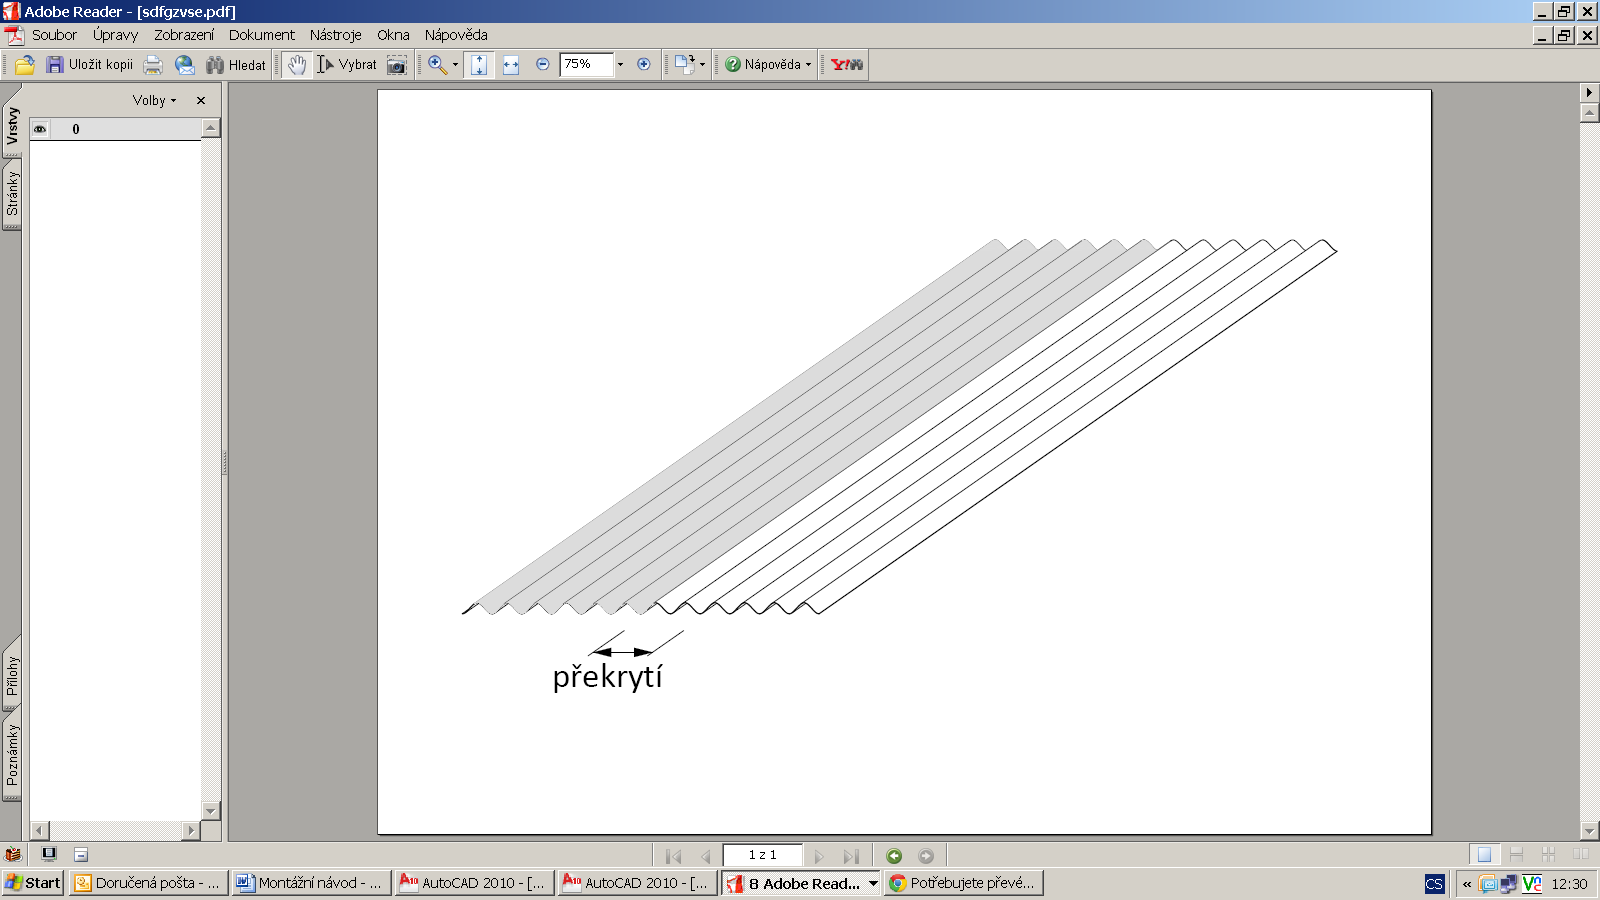 Adobe Reader - [sdfgzvse.pdf]
Soubor Úpravy Zobrazení Dokument Nástroje Okna Nápověda
Uložit kopii Hledat Vybrat 75% Nápověda Y!
Volby
0
Vrstvy
Stránky
Přílohy
Poznámky
překrytí
1 z 1
Start Doručená pošta - ... Montážní návod - ... AutoCAD 2010 - [... AutoCAD 2010 - [... 8 Adobe Read... Potřebujete převé... CS « 12:30